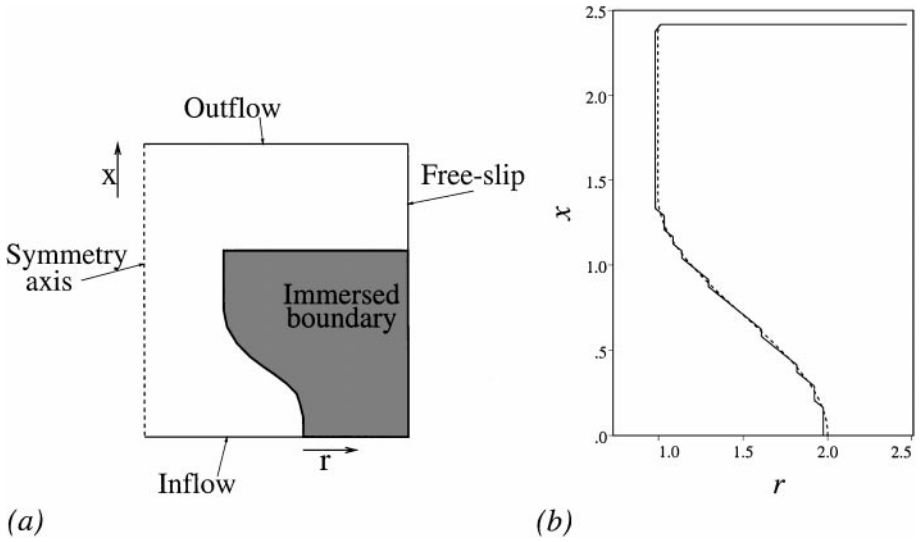 Outflow
x
Free-slip
Symmetry
axis
Immersed
boundary
r
Inflow
(a)
2.5
2.0
1.5
x
1.0
.5
.0
1.0
1.5
2.0
2.5
r
(b)